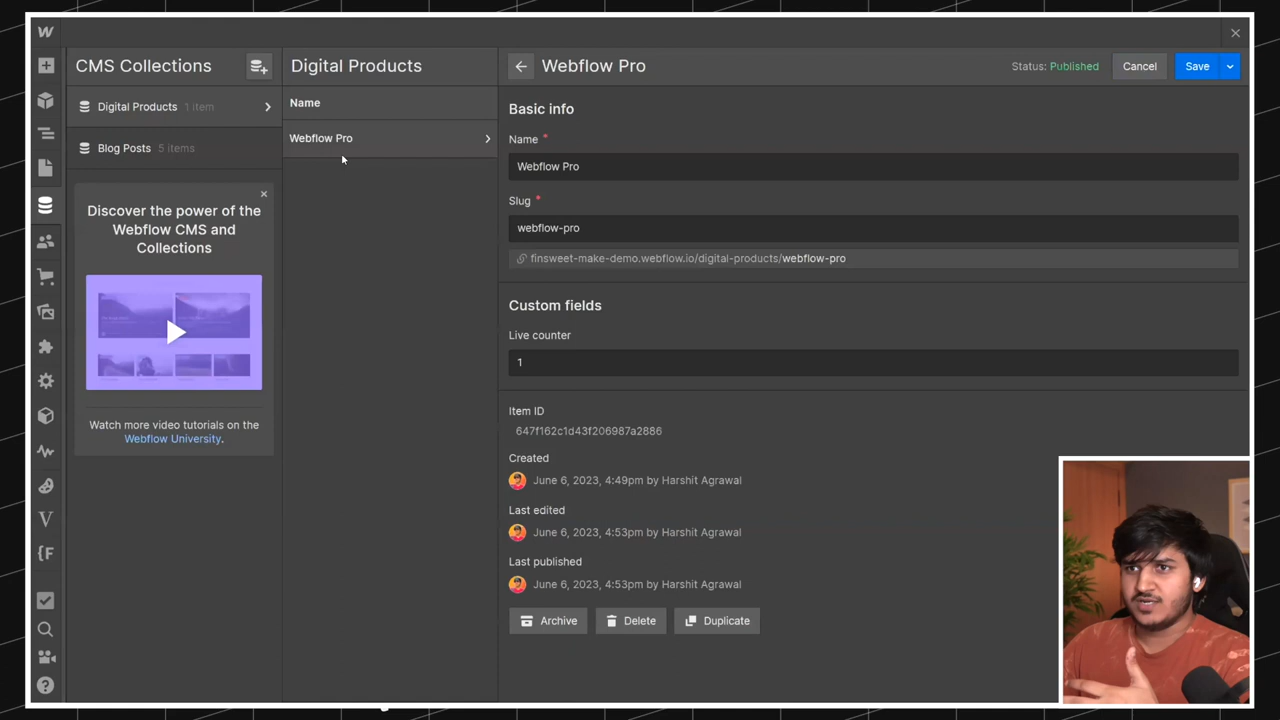 CMS Collections
Digital Products 1 item
Blog Posts 5 items
Discover the power of the
Webflow CMS and
Collections
Watch more video tutorials on the
Webflow University.
Digital Products
Name
Webflow Pro
Webflow Pro
Status: Published
Cancel
Save
Basic info
Name *
Webflow Pro
Slug *
webflow-pro
finsweet-make-demo.webflow.io/digital-products/webflow-pro
Custom fields
Live counter
1
Item ID
647f162c1d43f206987a2886
Created
June 6, 2023, 4:49pm by Harshit Agrawal
Last edited
June 6, 2023, 4:53pm by Harshit Agrawal
Last published
June 6, 2023, 4:53pm by Harshit Agrawal
Archive
Delete
Duplicate